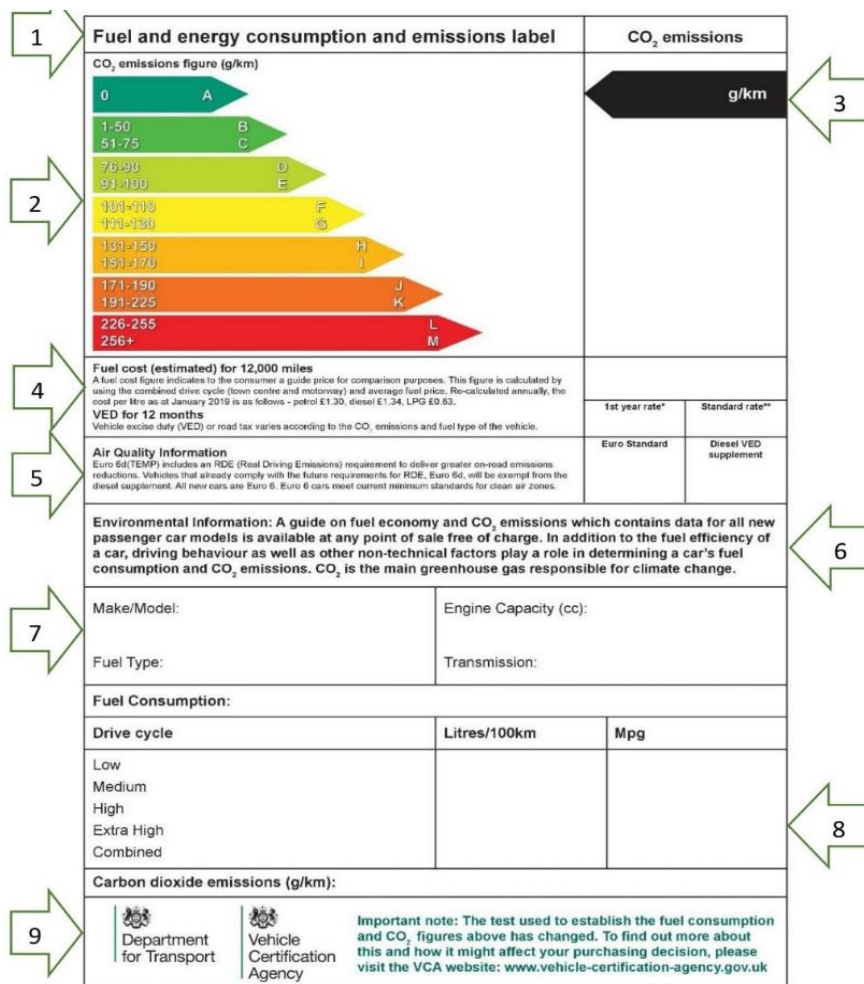 1
Fuel and energy consumption and emissions label
CO₂ emissions
CO₂ emissions figure (g/km)
0 A
g/km
3
1-50 B
51-75 C
76-90 D
91-100 E
2
101-110 F
111-130 G
131-150 H
151-170 I
171-190 J
191-225 K
226-255 L
256+ M
4
Fuel cost (estimated) for 12,000 miles
A fuel cost figure indicates to the consumer a guide price for comparison purposes. This figure is calculated by
using the combined drive cycle (town centre and motorway) and average fuel price. Re-calculated annually, the
cost per litre as at January 2019 is as follows - petrol £1.30, diesel £1.34, LPG £0.63.
VED for 12 months
Vehicle excise duty (VED) or road tax varies according to the CO₂ emissions and fuel type of the vehicle.
1st year rate*
Standard rate**
5
Air Quality Information
Euro 6d(TEMP) includes an RDE (Real Driving Emissions) requirement to deliver greater on-road emissions
reductions. Vehicles that already comply with the future requirements for RDE, Euro 6d, will be exempt from the
diesel supplement. All new cars are Euro 6. Euro 6 cars meet current minimum standards for clean air zones.
Euro Standard
Diesel VED
supplement
Environmental Information: A guide on fuel economy and CO₂ emissions which contains data for all new
passenger car models is available at any point of sale free of charge. In addition to the fuel efficiency of
a car, driving behaviour as well as other non-technical factors play a role in determining a car's fuel
consumption and CO₂ emissions. CO₂ is the main greenhouse gas responsible for climate change.
6
7
Make/Model:
Engine Capacity (cc):
Fuel Type:
Transmission:
Fuel Consumption:
Drive cycle
Litres/100km
Mpg
Low
Medium
High
Extra High
Combined
8
Carbon dioxide emissions (g/km):
9
Department
for Transport
Vehicle
Certification
Agency
Important note: The test used to establish the fuel consumption
and CO₂ figures above has changed. To find out more about
this and how it might affect your purchasing decision, please
visit the VCA website: www.vehicle-certification-agency.gov.uk